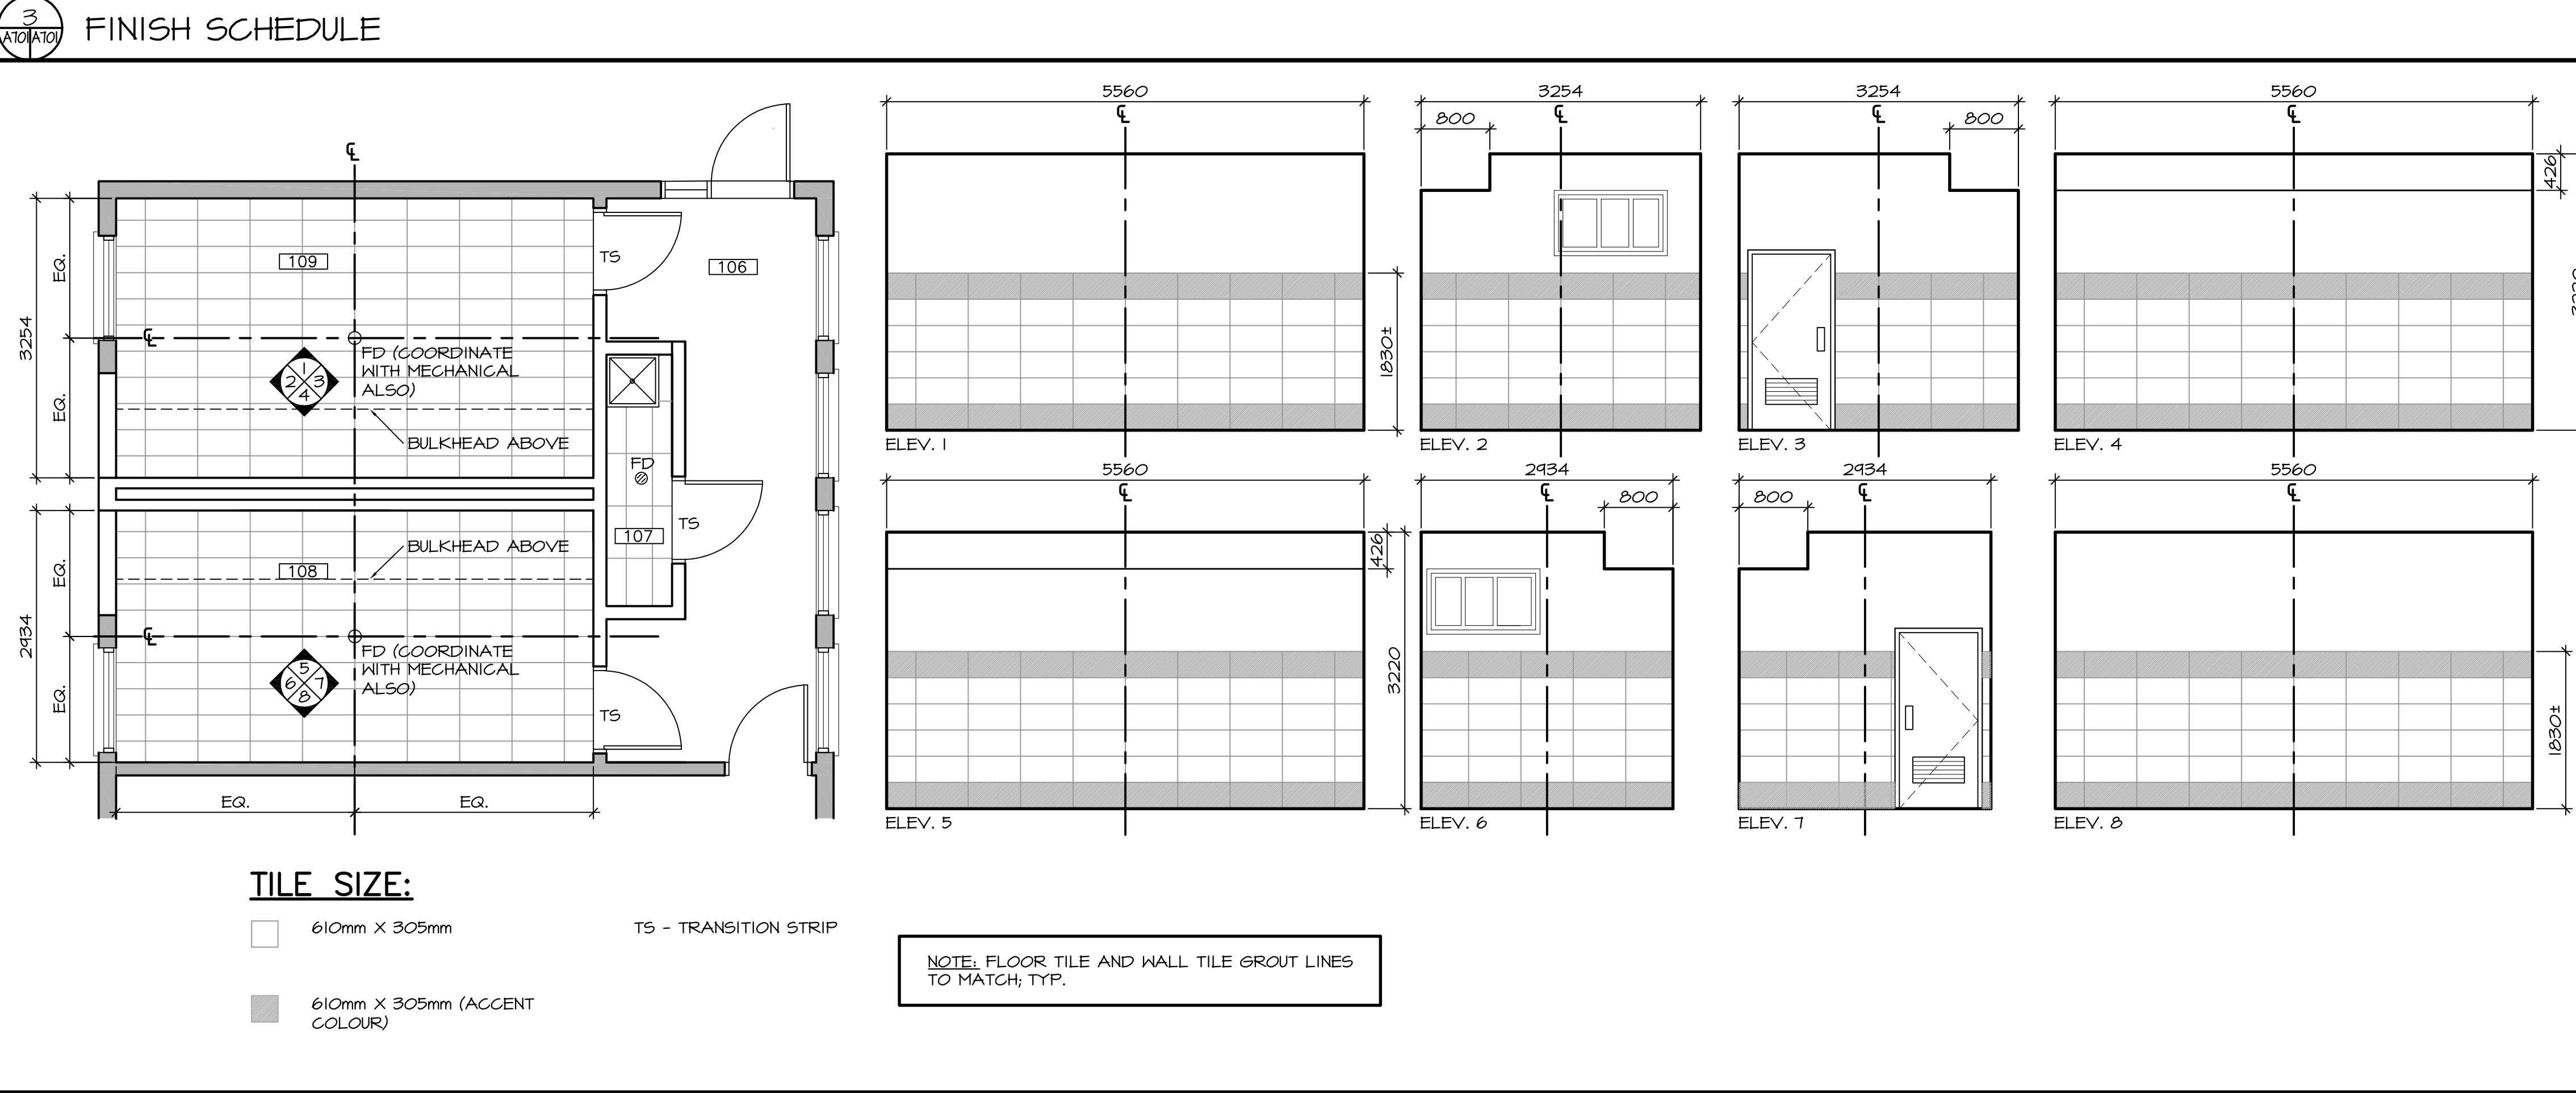 3
A701 A701
FINISH SCHEDULE
5560
3254
3254
5560
800
800
426
109
106
TS
EQ.
EQ.
3254
FD (COORDINATE
WITH MECHANICAL
ALSO)
1
2 3
4
BULKHEAD ABOVE
1830±
ELEV. 1
ELEV. 2
ELEV. 3
ELEV. 4
FD
107
TS
BULKHEAD ABOVE
108
EQ.
EQ.
2934
FD (COORDINATE
WITH MECHANICAL
ALSO)
5
6 7
8
TS
EQ.
EQ.
5560
2934
2934
5560
426
800
800
3220
1830±
ELEV. 5
ELEV. 6
ELEV. 7
ELEV. 8
TILE SIZE:
610mm X 305mm
TS - TRANSITION STRIP
610mm X 305mm (ACCENT
COLOUR)
NOTE: FLOOR TILE AND WALL TILE GROUT LINES
TO MATCH; TYP.